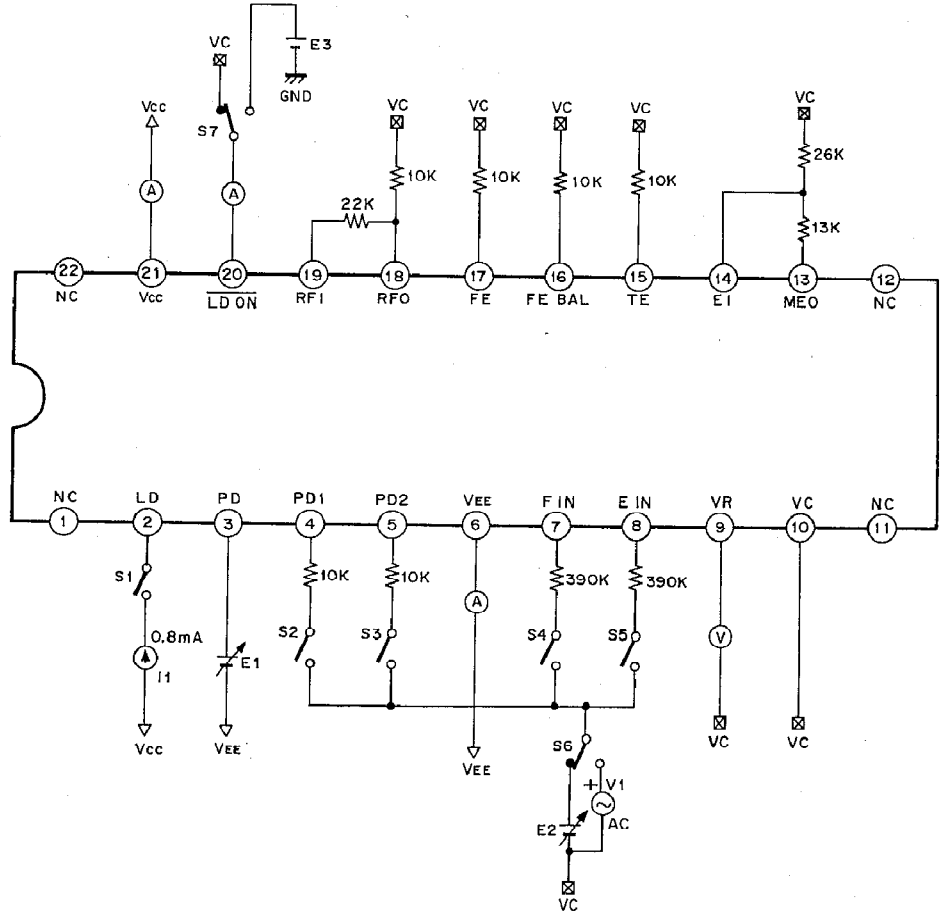 VC
E3
GND
Vcc
S7
A
A
VC
10K
22K
VC
10K
VC
10K
VC
10K
VC
26K
13K
22
21
20
19
18
17
16
15
14
13
12
NC
Vcc
LD ON
RFI
RFO
FE
FE BAL
TE
EI
MEO
NC
NC
LD
PD
PD1
PD2
VEE
F IN
E IN
VR
VC
NC
1
2
3
4
5
6
7
8
9
10
11
S1
0.8mA
I1
Vcc
E1
VEE
10K
S2
10K
S3
A
VEE
390K
S4
390K
S5
V
VC
VC
S6
+
V1
AC
E2
VC